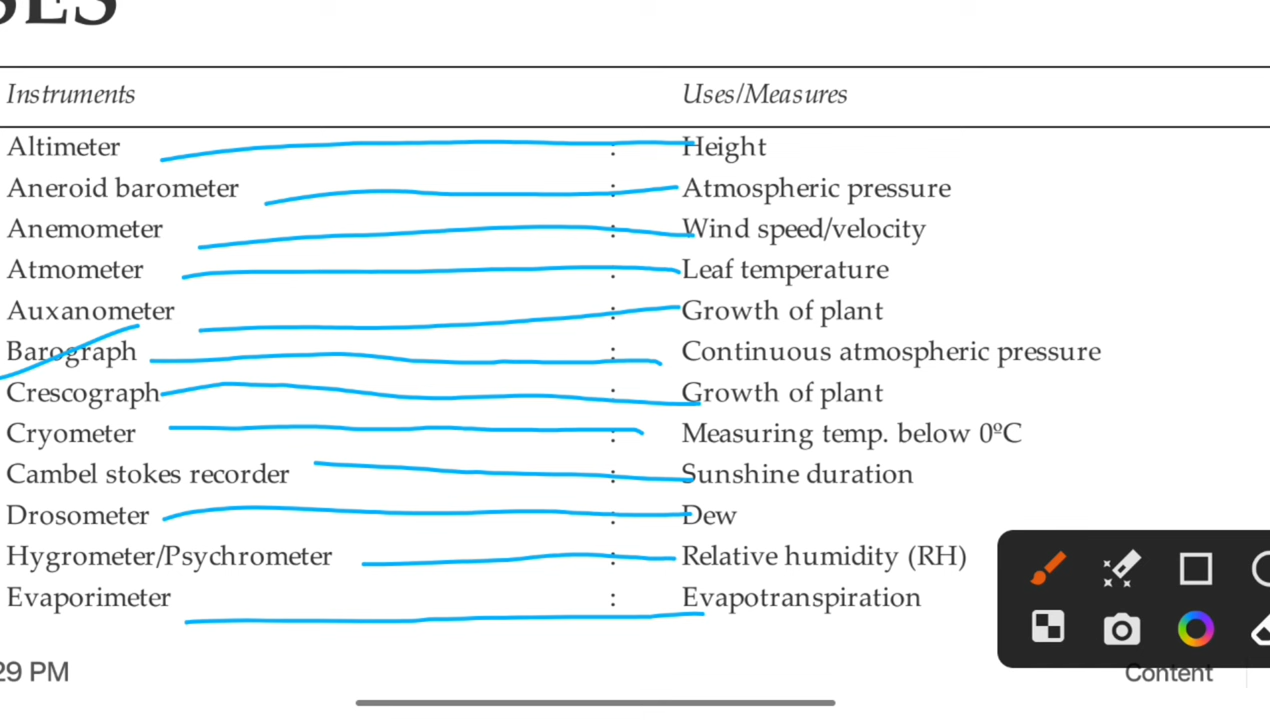 Instruments Uses/Measures
Altimeter : Height
Aneroid barometer : Atmospheric pressure
Anemometer : Wind speed/velocity
Atmometer : Leaf temperature
Auxanometer : Growth of plant
Barograph : Continuous atmospheric pressure
Crescograph : Growth of plant
Cryometer : Measuring temp. below 0ºC
Cambel stokes recorder : Sunshine duration
Drosometer : Dew
Hygrometer/Psychrometer : Relative humidity (RH)
Evaporimeter : Evapotranspiration
29 PM Content